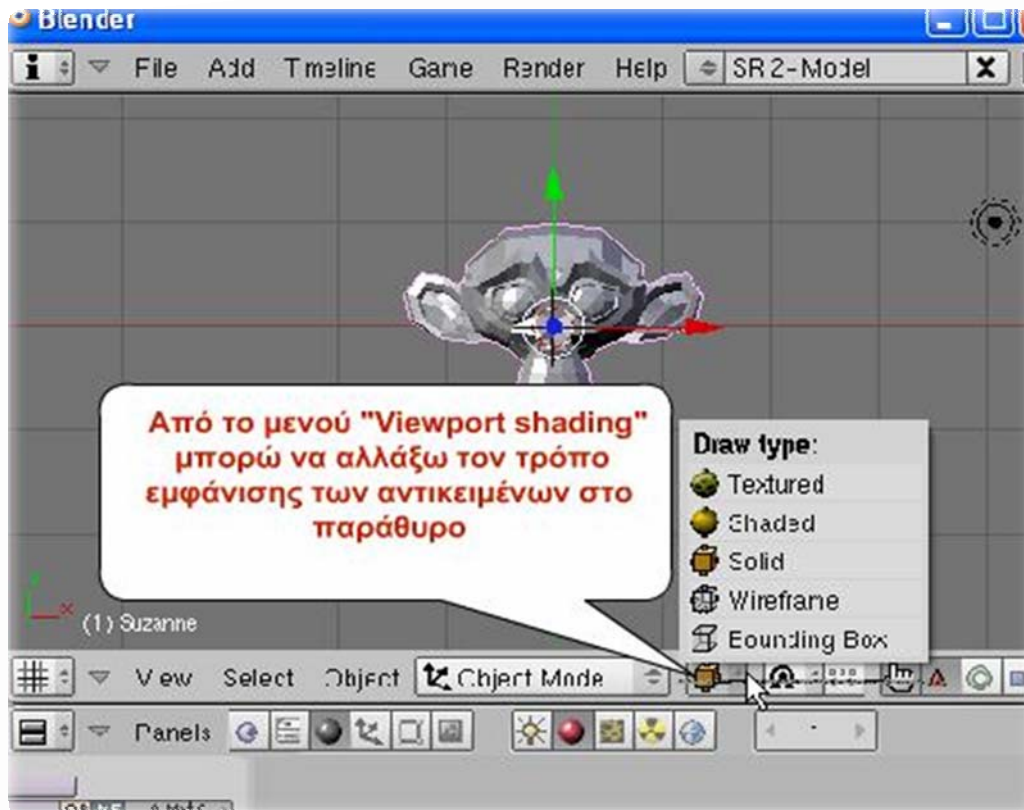 Blender
File Add Timeline Game Render Help SR 2-Model X
Από το μενού "Viewport shading"
μπορώ να αλλάξω τον τρόπο
εμφάνισης των αντικειμένων στο
παράθυρο
Draw type:
Textured
Shaded
Solid
Wireframe
Bounding Box
(1) Suzanne
y
x
View Select Object Object Mode
Panels